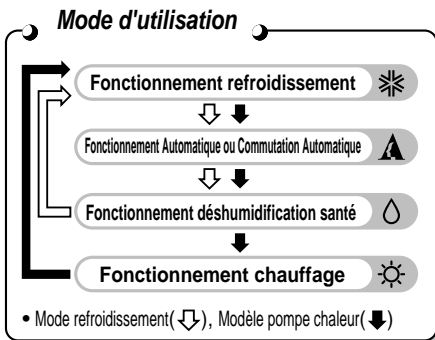 Mode d'utilisation
Fonctionnement refroidissement
Fonctionnement Automatique ou Commutation Automatique
Fonctionnement déshumidification santé
Fonctionnement chauffage
• Mode refroidissement(⇩), Modèle pompe chaleur(🡇)